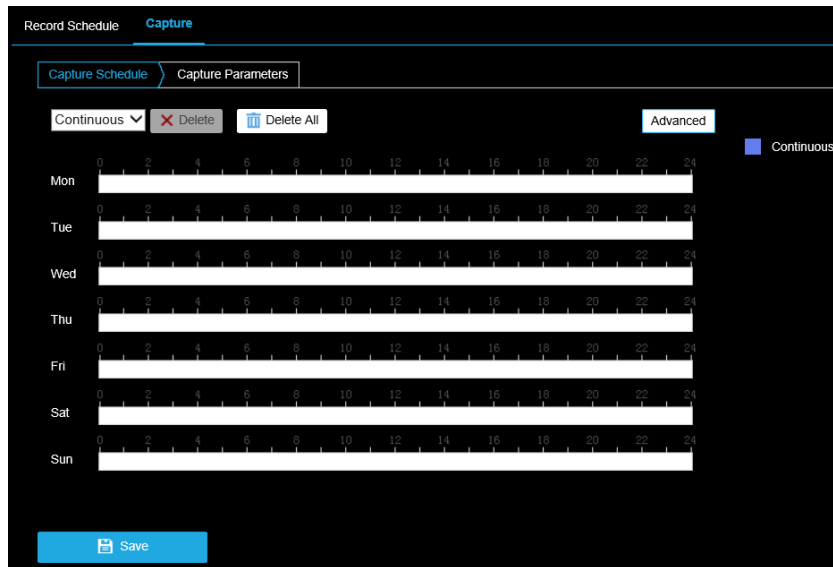 Record Schedule Capture
Capture Schedule Capture Parameters
Continuous Delete Delete All Advanced
Continuous
0 2 4 6 8 10 12 14 16 18 20 22 24
Mon
0 2 4 6 8 10 12 14 16 18 20 22 24
Tue
0 2 4 6 8 10 12 14 16 18 20 22 24
Wed
0 2 4 6 8 10 12 14 16 18 20 22 24
Thu
0 2 4 6 8 10 12 14 16 18 20 22 24
Fri
0 2 4 6 8 10 12 14 16 18 20 22 24
Sat
0 2 4 6 8 10 12 14 16 18 20 22 24
Sun
Save